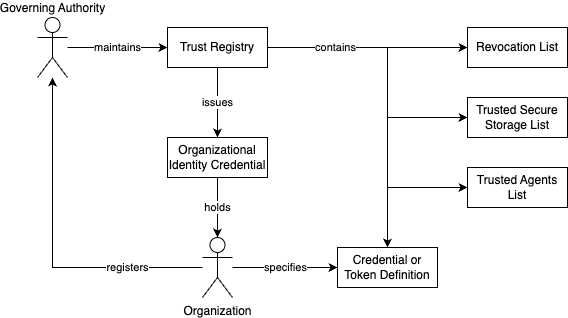 Governing Authority
maintains
Trust Registry
contains
Revocation List
issues
Trusted Secure
Storage List
Organizational
Identity Credential
Trusted Agents
List
holds
registers
specifies
Credential or
Token Definition
Organization